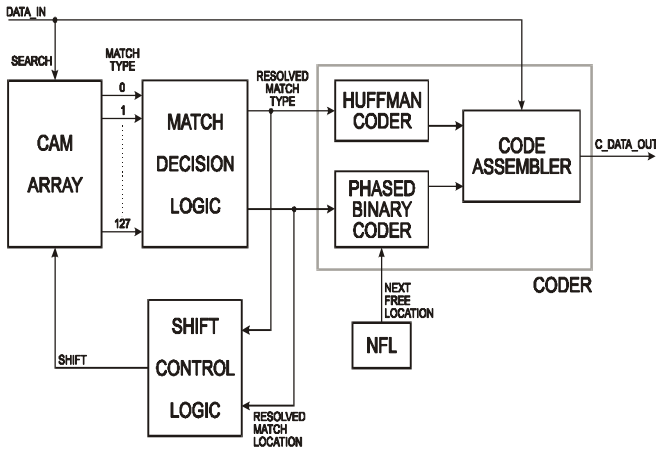 DATA_IN
SEARCH
MATCH
TYPE
0
1
127
CAM
ARRAY
MATCH
DECISION
LOGIC
RESOLVED
MATCH
TYPE
HUFFMAN
CODER
PHASED
BINARY
CODER
CODE
ASSEMBLER
C_DATA_OUT
CODER
NEXT
FREE
LOCATION
NFL
SHIFT
SHIFT
CONTROL
LOGIC
RESOLVED
MATCH
LOCATION